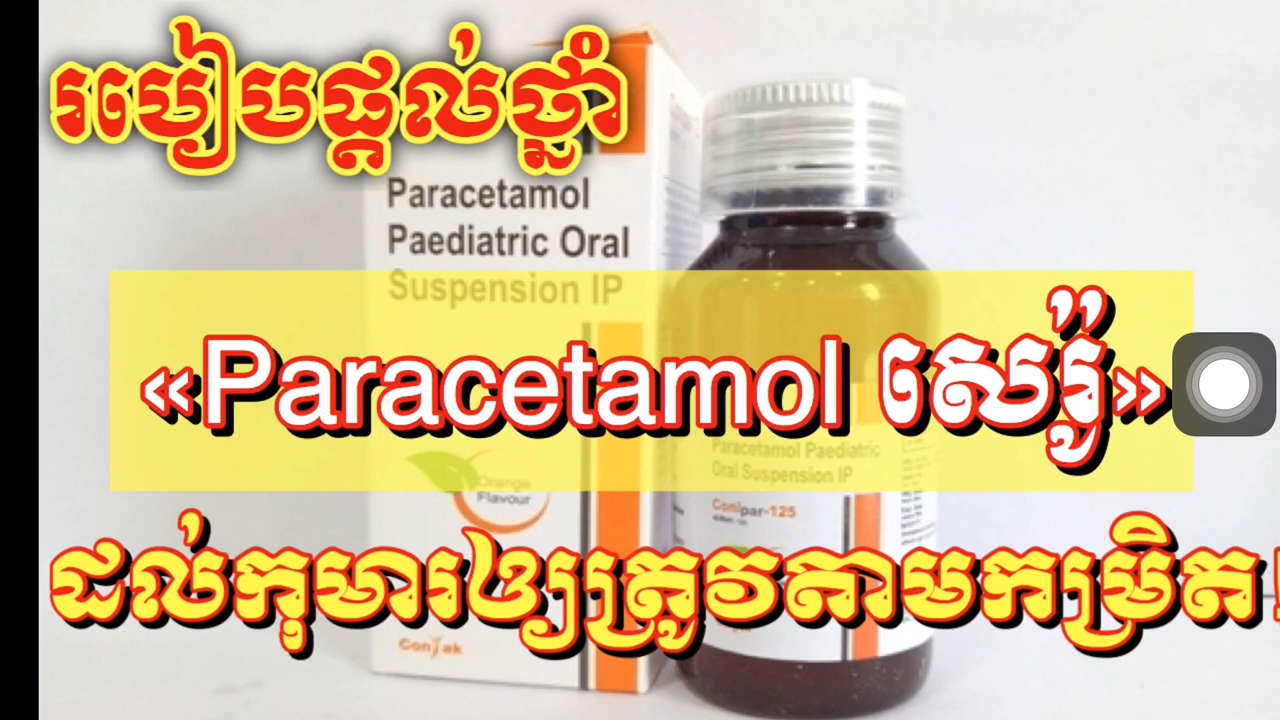 របៀបផ្តល់ថ្នាំ
Paracetamol
Paediatric Oral
Suspension IP
«Paracetamol សេរ៉ូ»
Orange
Flavour
Paracetamol Paediatric
Oral Suspension IP
Conipar-125
ដល់កុមារឲ្យត្រូវតាមកម្រិត!
Conjak